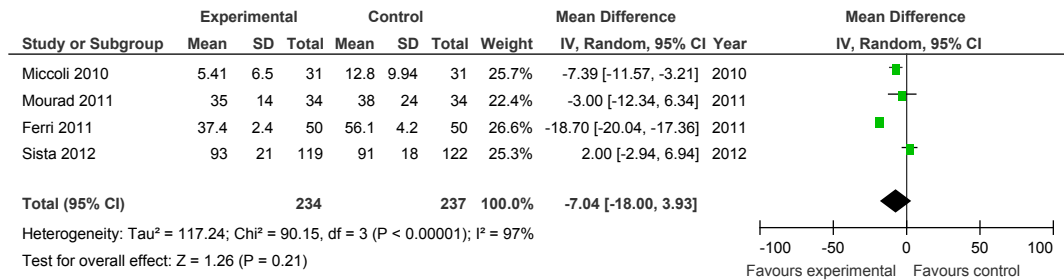 Experimental Control Mean Difference Mean Difference
Study or Subgroup Mean SD Total Mean SD Total Weight IV, Random, 95% CI Year IV, Random, 95% CI
Miccoli 2010 5.41 6.5 31 12.8 9.94 31 25.7% -7.39 [-11.57, -3.21] 2010
Mourad 2011 35 14 34 38 24 34 22.4% -3.00 [-12.34, 6.34] 2011
Ferri 2011 37.4 2.4 50 56.1 4.2 50 26.6% -18.70 [-20.04, -17.36] 2011
Sista 2012 93 21 119 91 18 122 25.3% 2.00 [-2.94, 6.94] 2012
Total (95% CI) 234 237 100.0% -7.04 [-18.00, 3.93]
Heterogeneity: Tau² = 117.24; Chi² = 90.15, df = 3 (P < 0.00001); I² = 97%
Test for overall effect: Z = 1.26 (P = 0.21)
-100 -50 0 50 100
Favours experimental Favours control